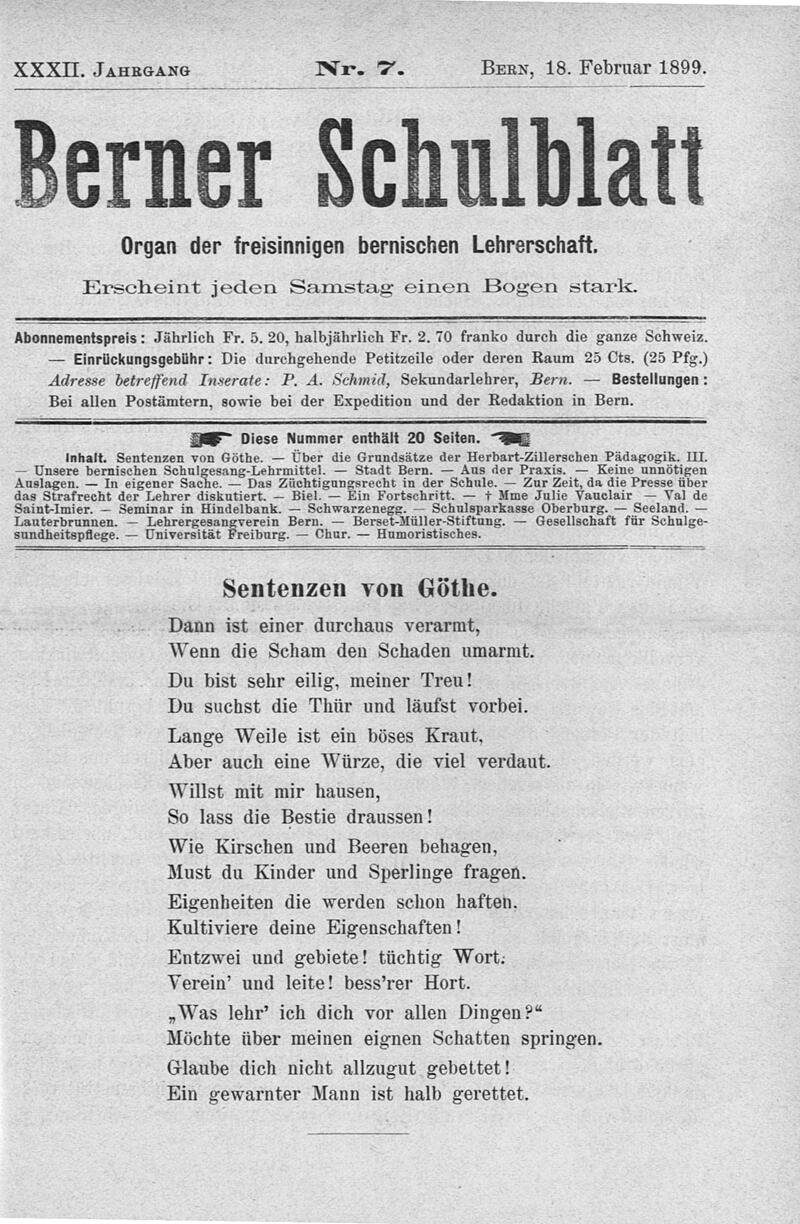 XXXII. Jahrgang Nr. 7. Bern, 18. Februar 1899.
Berner Schulblatt
Organ der freisinnigen bernischen Lehrerschaft.
Erscheint jeden Samstag einen Bogen stark.
Abonnementspreis: Jährlich Fr. 5. 20, halbjährlich Fr. 2. 70 franko durch die ganze Schweiz.
— Einrückungsgebühr: Die durchgehende Petitzeile oder deren Raum 25 Cts. (25 Pfg.)
Adresse betreffend Inserate: P. A. Schmid, Sekundarlehrer, Bern. — Bestellungen:
Bei allen Postämtern, sowie bei der Expedition und der Redaktion in Bern.
Diese Nummer enthält 20 Seiten.
Inhalt. Sentenzen von Göthe. — Über die Grundsätze der Herbart-Zillerschen Pädagogik. III.
— Unsere bernischen Schulgesang-Lehrmittel. — Stadt Bern. — Aus der Praxis. — Keine unnötigen
Auslagen. — In eigener Sache. — Das Züchtigungsrecht in der Schule. — Zur Zeit, da die Presse über
das Strafrecht der Lehrer diskutiert. — Biel. — Ein Fortschritt. — † Mme Julie Vauclair — Val de
Saint-Imier. — Seminar in Hindelbank. — Schwarzenegg. — Schulsparkasse Oberburg. — Seeland. —
Lauterbrunnen. — Lehrergesangverein Bern. — Berset-Müller-Stiftung. — Gesellschaft für Schulge-
sundheitspflege. — Universität Freiburg. — Chur. — Humoristisches.
Sentenzen von Göthe.
Dann ist einer durchaus verarmt,
Wenn die Scham den Schaden umarmt.
Du bist sehr eilig, meiner Treu!
Du suchst die Thür und läufst vorbei.
Lange Weile ist ein böses Kraut,
Aber auch eine Würze, die viel verdaut.
Willst mit mir hausen,
So lass die Bestie draussen!
Wie Kirschen und Beeren behagen,
Must du Kinder und Sperlinge fragen.
Eigenheiten die werden schon haften.
Kultiviere deine Eigenschaften!
Entzwei und gebiete! tüchtig Wort.
Verein' und leite! bess'rer Hort.
„Was lehr' ich dich vor allen Dingen?“
Möchte über meinen eignen Schatten springen.
Glaube dich nicht allzugut gebettet!
Ein gewarnter Mann ist halb gerettet.